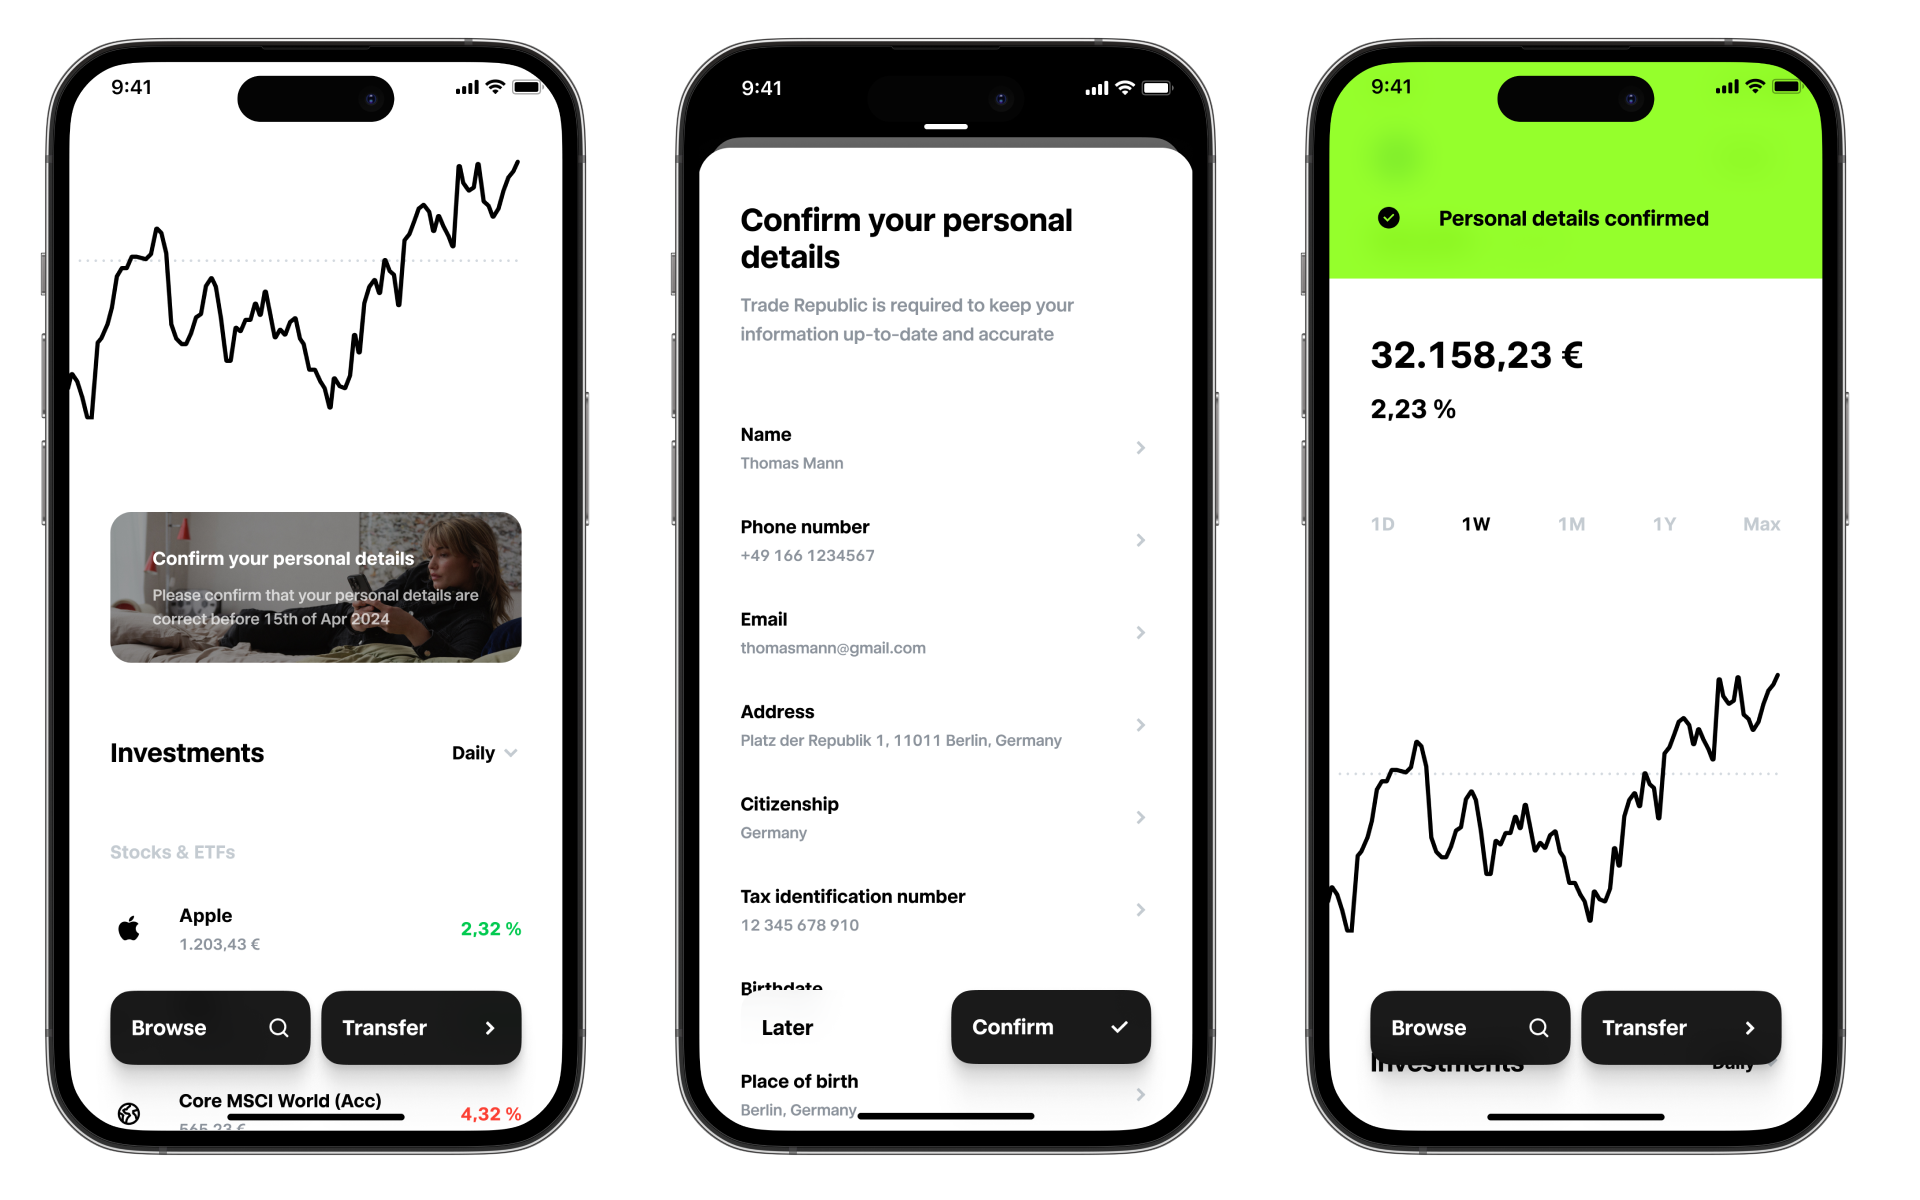 9:41
Confirm your personal details
Please confirm that your personal details are
correct before 15th of Apr 2024
Investments
Daily
Stocks & ETFs
Apple
1.203,43 €
2,32 %
Browse
Transfer
Core MSCI World (Acc)
565,23 €
4,32 %
9:41
Confirm your personal
details
Trade Republic is required to keep your
information up-to-date and accurate
Name
Thomas Mann
Phone number
+49 166 1234567
Email
thomasmann@gmail.com
Address
Platz der Republik 1, 11011 Berlin, Germany
Citizenship
Germany
Tax identification number
12 345 678 910
Birthdate
Later
Confirm
Place of birth
Berlin, Germany
9:41
Personal details confirmed
32.158,23 €
2,23 %
1D
1W
1M
1Y
Max
Browse
Transfer
Investments
Daily